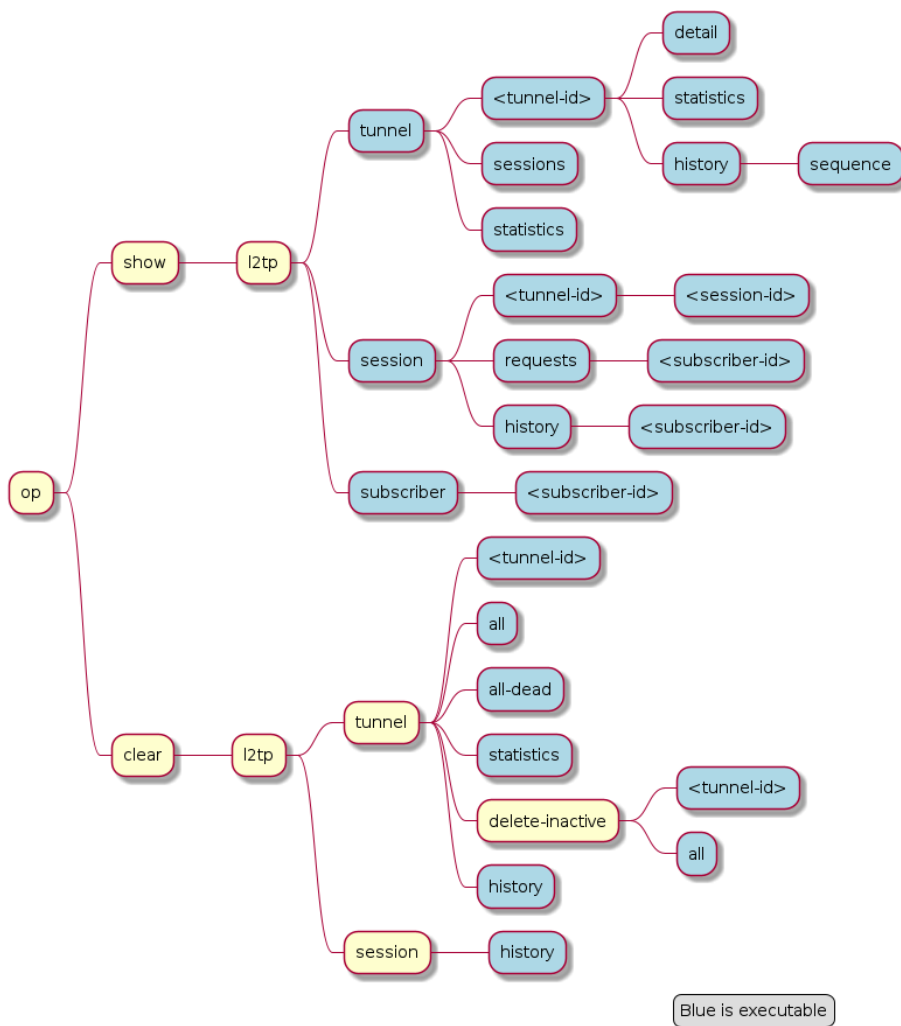 detail
<tunnel-id>
statistics
tunnel
sessions
history
sequence
statistics
show
l2tp
<tunnel-id>
<session-id>
session
requests
<subscriber-id>
history
<subscriber-id>
op
subscriber
<subscriber-id>
<tunnel-id>
all
all-dead
tunnel
clear
l2tp
statistics
<tunnel-id>
delete-inactive
all
history
session
history
Blue is executable